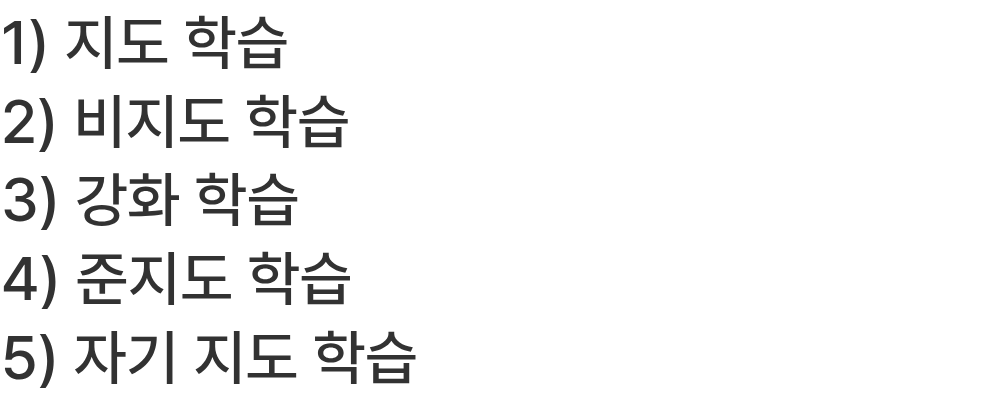 1) 지도 학습
2) 비지도 학습
3) 강화 학습
4) 준지도 학습
5) 자기 지도 학습